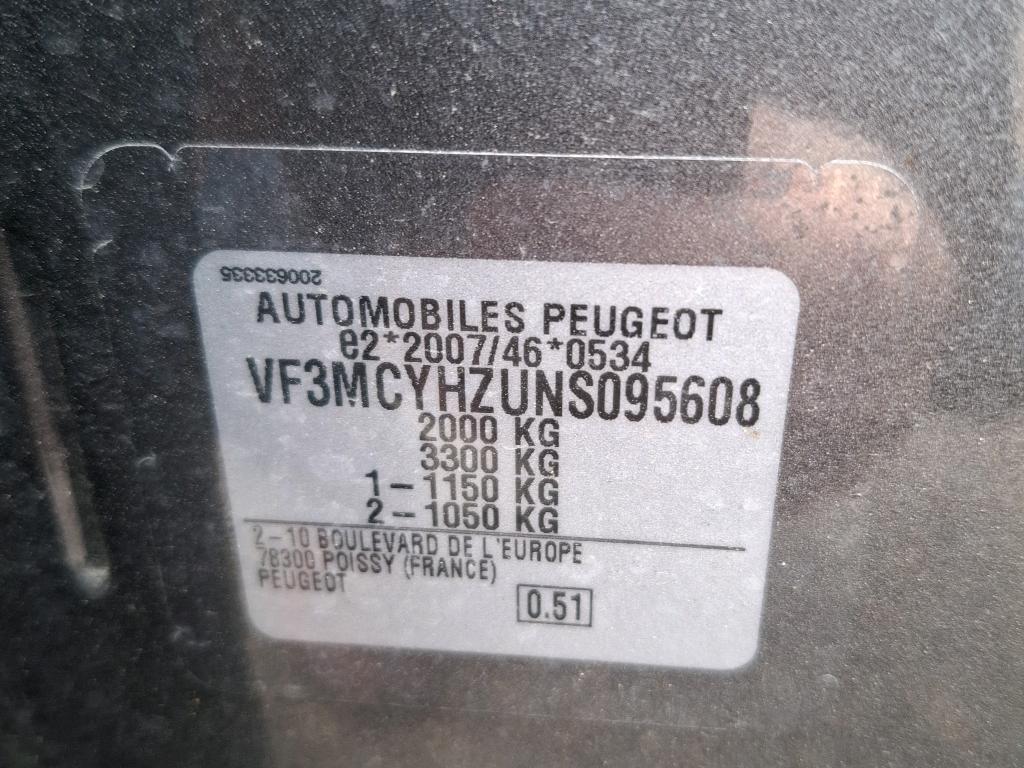 200633335
AUTOMOBILES PEUGEOT
e2*2007/46*0534
VF3MCYHZUNS095608
2000 KG
3300 KG
1-1150 KG
2-1050 KG
2-10 BOULEVARD DE L'EUROPE
78300 POISSY (FRANCE)
PEUGEOT
0.51